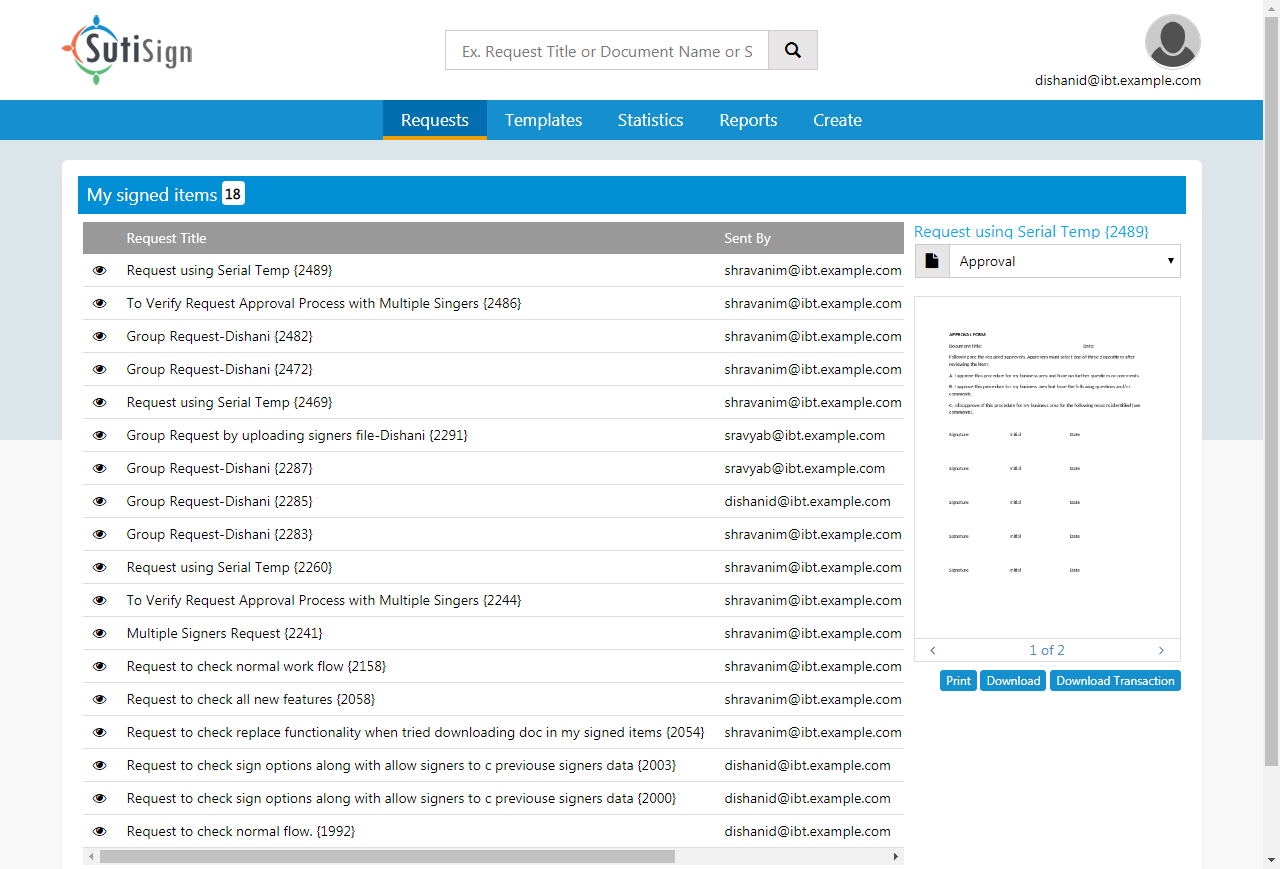 SutiSign
Ex. Request Title or Document Name or S
dishanid@ibt.example.com
Requests Templates Statistics Reports Create
My signed items 18
Request Title Sent By
Request using Serial Temp {2489} shravanim@ibt.example.com
To Verify Request Approval Process with Multiple Singers {2486} shravanim@ibt.example.com
Group Request-Dishani {2482} shravanim@ibt.example.com
Group Request-Dishani {2472} shravanim@ibt.example.com
Request using Serial Temp {2469} shravanim@ibt.example.com
Group Request by uploading signers file-Dishani {2291} sravyab@ibt.example.com
Group Request-Dishani {2287} sravyab@ibt.example.com
Group Request-Dishani {2285} dishanid@ibt.example.com
Group Request-Dishani {2283} shravanim@ibt.example.com
Request using Serial Temp {2260} shravanim@ibt.example.com
To Verify Request Approval Process with Multiple Singers {2244} shravanim@ibt.example.com
Multiple Signers Request {2241} shravanim@ibt.example.com
Request to check normal work flow {2158} shravanim@ibt.example.com
Request to check all new features {2058} shravanim@ibt.example.com
Request to check replace functionality when tried downloading doc in my signed items {2054} shravanim@ibt.example.com
Request to check sign options along with allow signers to c previouse signers data {2003} dishanid@ibt.example.com
Request to check sign options along with allow signers to c previouse signers data {2000} dishanid@ibt.example.com
Request to check normal flow. {1992} dishanid@ibt.example.com
Request using Serial Temp {2489}
Approval
APPROVAL FORM
Document Title: Date:
Following are the required approvers. Approvers must select one of three dispositions after
reviewing the item:
A. I approve this procedure for my business area and have no further questions or comments.
B. I approve this procedure for my business area but have the following questions and/or
comments.
C. I disapprove of this procedure for my business area for the following reasons identified (see
comments).
Signature Initial Date
Signature Initial Date
Signature Initial Date
Signature Initial Date
Signature Initial Date
1 of 2
Print Download Download Transaction